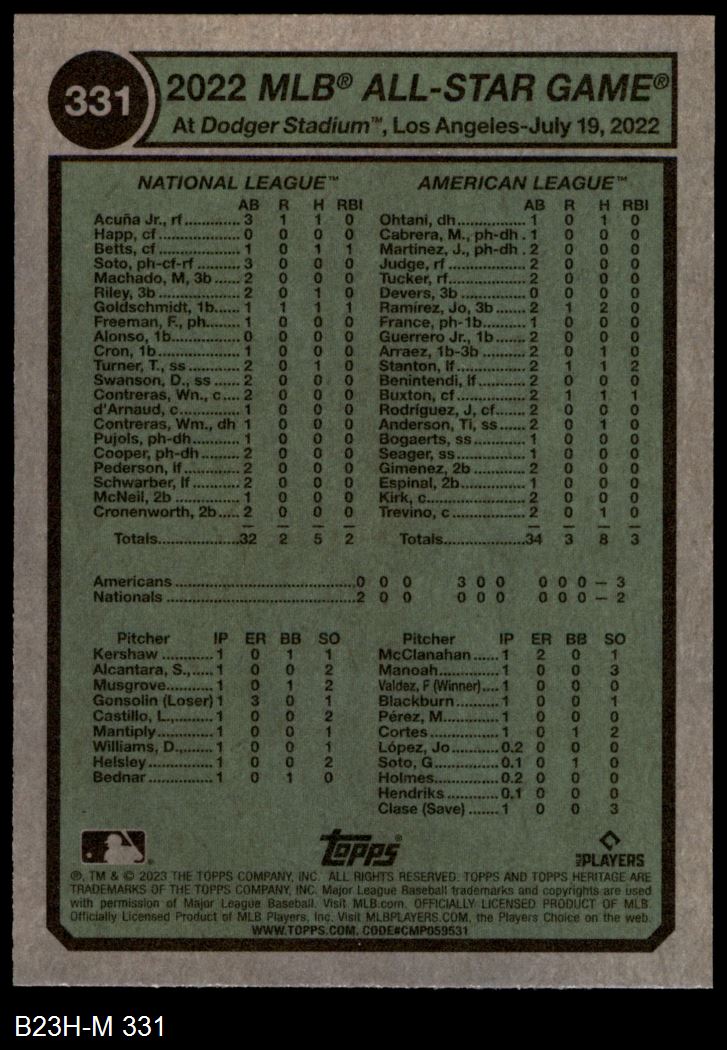 331
2022 MLB® ALL-STAR GAME®
At Dodger Stadium™, Los Angeles-July 19, 2022
NATIONAL LEAGUE™
AB R H RBI
Acuña Jr., rf............. 3 1 1 0
Happ, cf .................. 0 0 0 0
Betts, cf .................. 1 0 1 1
Soto, ph-cf-rf .......... 3 0 0 0
Machado, M, 3b ..... 2 0 0 0
Riley, 3b ................. 2 0 1 0
Goldschmidt, 1b..... 1 1 1 1
Freeman, F., ph...... 1 0 0 0
Alonso, 1b............... 0 0 0 0
Cron, 1b .................. 1 0 0 0
Turner, T., ss .......... 2 0 1 0
Swanson, D., ss ..... 2 0 0 0
Contreras, Wn., c.... 2 0 0 0
d'Arnaud, c............. 1 0 0 0
Contreras, Wm., dh 1 0 0 0
Pujols, ph-dh.......... 1 0 0 0
Cooper, ph-dh ........ 2 0 0 0
Pederson, lf ............ 2 0 0 0
Schwarber, lf .......... 2 0 0 0
McNeil, 2b .............. 1 0 0 0
Cronenworth, 2b..... 2 0 0 0
Totals.................32 2 5 2
AMERICAN LEAGUE™
AB R H RBI
Ohtani, dh............... 1 0 1 0
Cabrera, M., ph-dh . 1 0 0 0
Martinez, J., ph-dh . 2 0 0 0
Judge, rf ................. 2 0 0 0
Tucker, rf................. 2 0 0 0
Devers, 3b .............. 0 0 0 0
Ramírez, Jo, 3b ...... 2 1 2 0
France, ph-1b......... 1 0 0 0
Guerrero Jr., 1b ...... 2 0 0 0
Arraez, 1b-3b ......... 2 0 1 0
Stanton, lf............... 2 1 1 2
Benintendi, lf.......... 2 0 0 0
Buxton, cf ............... 2 1 1 1
Rodríguez, J, cf...... 2 0 0 0
Anderson, Ti, ss ..... 2 0 1 0
Bogaerts, ss........... 1 0 0 0
Seager, ss.............. 1 0 0 0
Gimenez, 2b........... 2 0 0 0
Espinal, 2b.............. 1 0 0 0
Kirk, c...................... 2 0 0 0
Trevino, c ................ 2 0 1 0
Totals..................34 3 8 3
Americans ....................................0 0 0 3 0 0 0 0 0 – 3
Nationals ......................................2 0 0 0 0 0 0 0 0 – 2
Pitcher IP ER BB SO
Kershaw ........... 1 0 1 1
Alcantara, S.,..... 1 0 0 2
Musgrove.......... 1 0 1 2
Gonsolin (Loser) 1 3 0 1
Castillo, L.,........ 1 0 0 2
Mantiply............ 1 0 0 1
Williams, D.,...... 1 0 0 1
Helsley.............. 1 0 0 2
Bednar.............. 1 0 1 0
Pitcher IP ER BB SO
McClanahan ...... 1 2 0 1
Manoah............. 1 0 0 3
Valdez, F (Winner).... 1 0 0 0
Blackburn.......... 1 0 0 1
Pérez, M............ 1 0 0 0
Cortes ............... 1 0 1 2
López, Jo........... 0.2 0 0 0
Soto, G.............. 0.1 0 1 0
Holmes.............. 0.2 0 0 0
Hendriks........... 0.1 0 0 0
Clase (Save) ....... 1 0 0 3
topps®
MLB PLAYERS
®, TM & © 2023 THE TOPPS COMPANY, INC. ALL RIGHTS RESERVED. TOPPS AND TOPPS HERITAGE ARE
TRADEMARKS OF THE TOPPS COMPANY, INC. Major League Baseball trademarks and copyrights are used
with permission of Major League Baseball. Visit MLB.com. OFFICIALLY LICENSED PRODUCT OF MLB
Officially Licensed Product of MLB Players, Inc. Visit MLBPLAYERS.COM, the Players Choice on the web.
WWW.TOPPS.COM. CODE#CMP059531
B23H-M 331